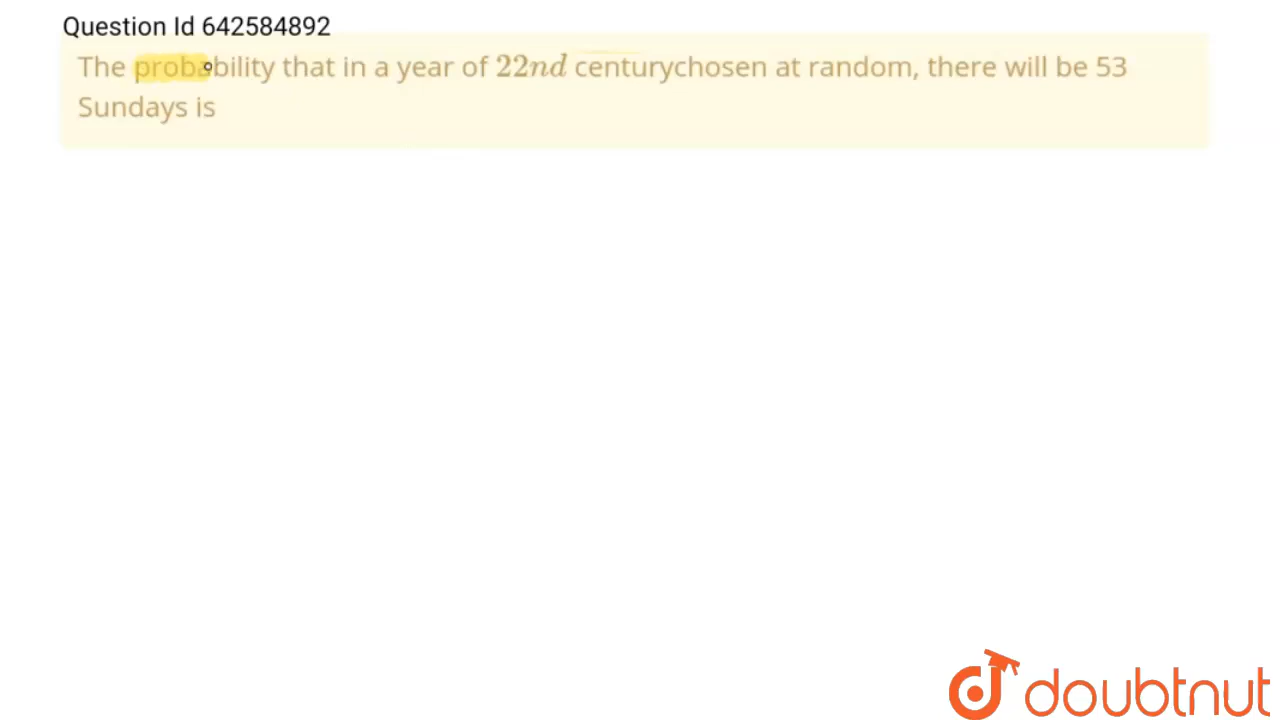 Question Id 642584892
The probability that in a year of 22nd centurychosen at random, there will be 53
Sundays is
doubtnut